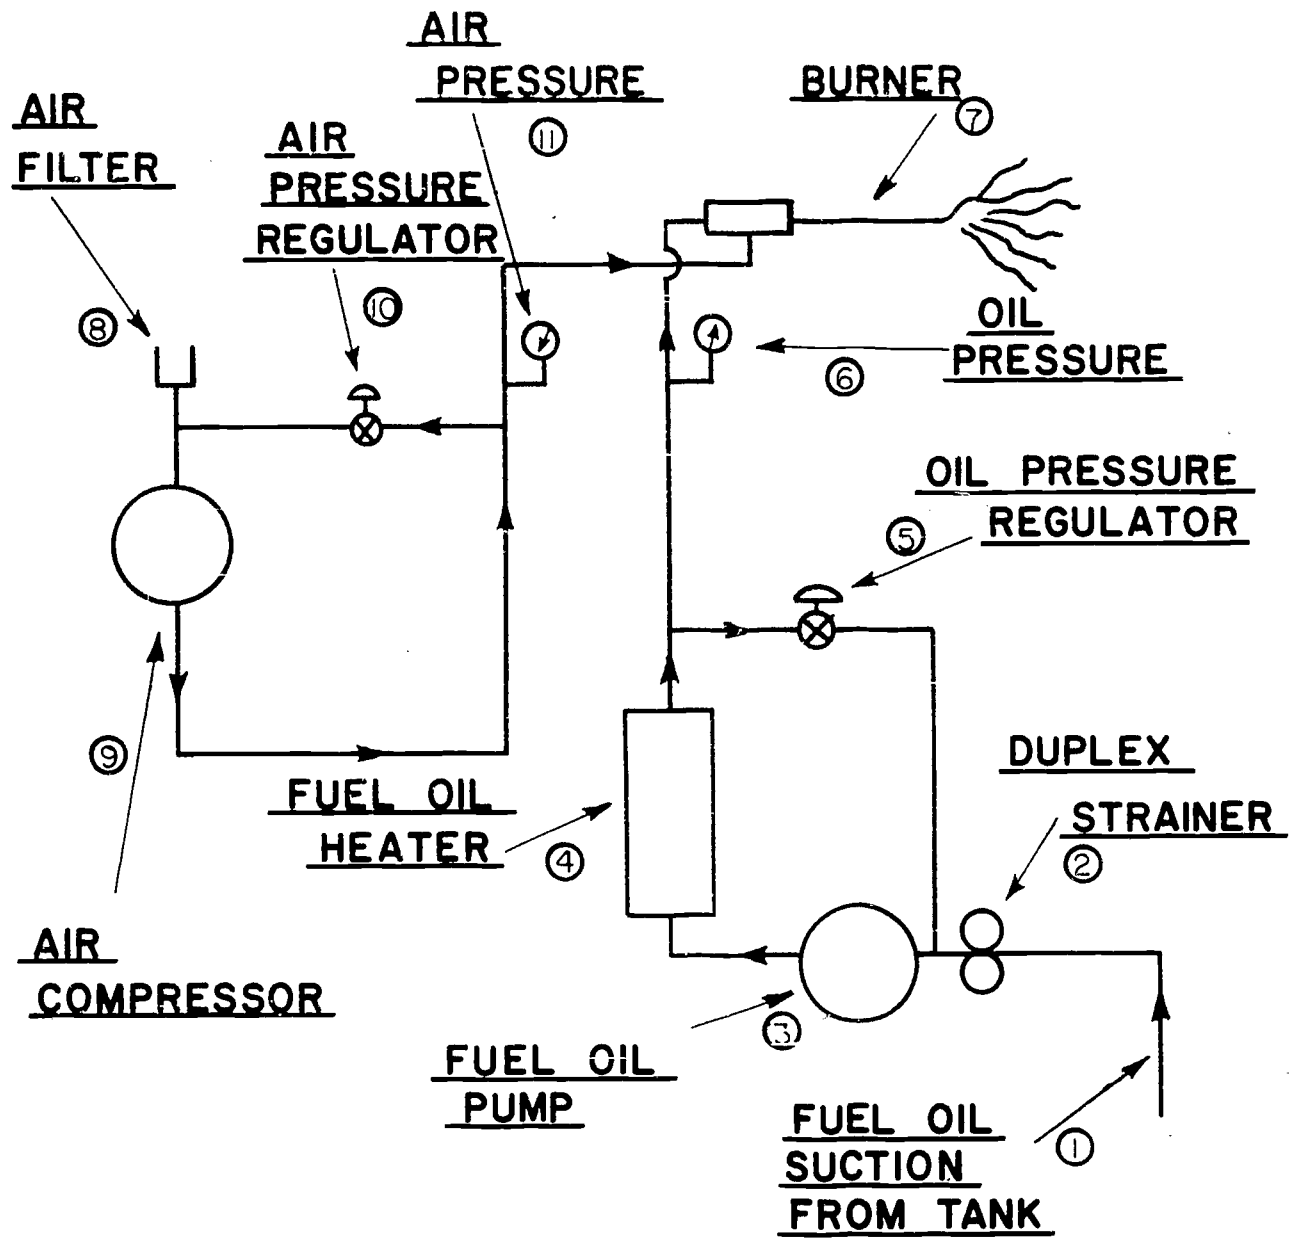 AIR
PRESSURE
11
BURNER
7
AIR
FILTER
8
AIR
PRESSURE
REGULATOR
10
OIL
PRESSURE
6
OIL PRESSURE
REGULATOR
5
9
FUEL OIL
HEATER
4
DUPLEX
STRAINER
2
AIR
COMPRESSOR
3
FUEL OIL
PUMP
FUEL OIL
SUCTION
FROM TANK
1